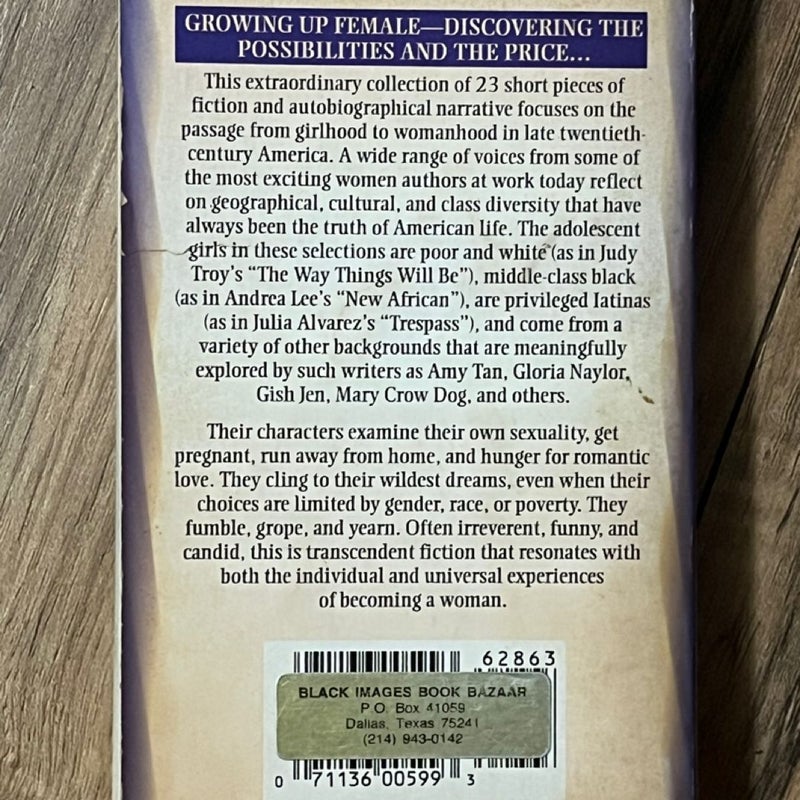 GROWING UP FEMALE—DISCOVERING THE
POSSIBILITIES AND THE PRICE...
This extraordinary collection of 23 short pieces of
fiction and autobiographical narrative focuses on the
passage from girlhood to womanhood in late twentieth-
century America. A wide range of voices from some of
the most exciting women authors at work today reflect
on geographical, cultural, and class diversity that have
always been the truth of American life. The adolescent
girls in these selections are poor and white (as in Judy
Troy's "The Way Things Will Be"), middle-class black
(as in Andrea Lee's "New African"), are privileged Iatinas
(as in Julia Alvarez's "Trespass"), and come from a
variety of other backgrounds that are meaningfully
explored by such writers as Amy Tan, Gloria Naylor,
Gish Jen, Mary Crow Dog, and others.
Their characters examine their own sexuality, get
pregnant, run away from home, and hunger for romantic
love. They cling to their wildest dreams, even when their
choices are limited by gender, race, or poverty. They
fumble, grope, and yearn. Often irreverent, funny, and
candid, this is transcendent fiction that resonates with
both the individual and universal experiences
of becoming a woman.
62863
BLACK IMAGES BOOK BAZAAR
P.O. Box 41059
Dallas, Texas 75241
(214) 943-0142
0 71136 00599 3